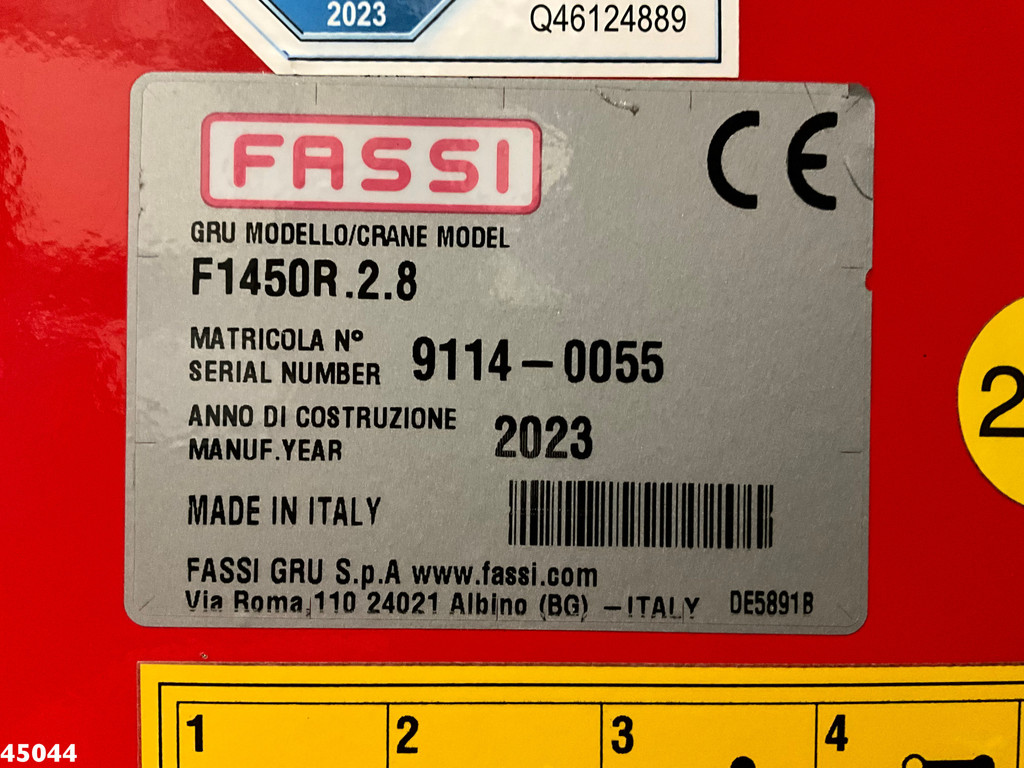 2023
Q46124889
FASSI
CE
GRU MODELLO/CRANE MODEL
F1450R.2.8
MATRICOLA Nº
SERIAL NUMBER
9114-0055
ANNO DI COSTRUZIONE
MANUF.YEAR
2023
MADE IN ITALY
FASSI GRU S.p.A www.fassi.com
Via Roma,110 24021 Albino (BG) -ITALY DE5891B
2
1 2 3 4
45044